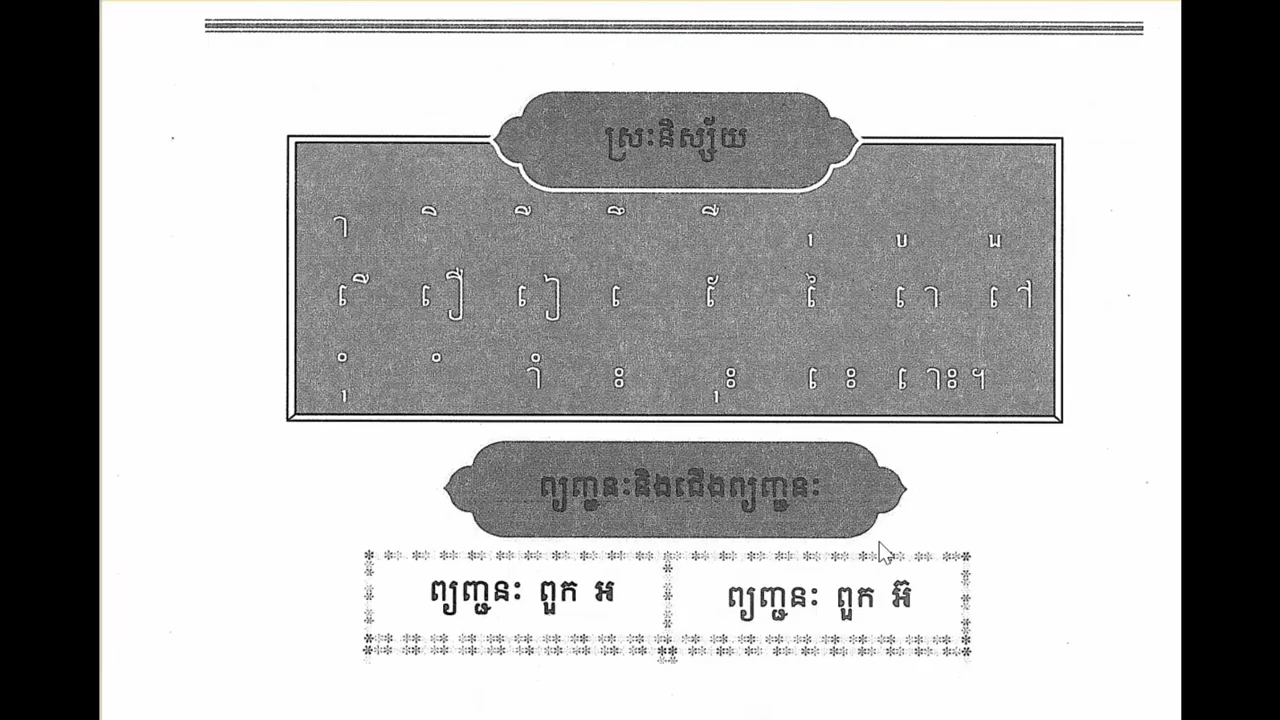 ស្រះនិស្ស័យ
ា ិ ី ឹ ឺ ុ ូ ួ
ើ ឿ ៀ េ ែ ៃ ោ ៅ
ុំ ំ ាំ ះ ុះ េះ ោះ។
ព្យញ្ជនះនិងជើងព្យញ្ជនះ
ព្យញ្ជនះ ពួក អ
ព្យញ្ជនះ ពួក អ៊